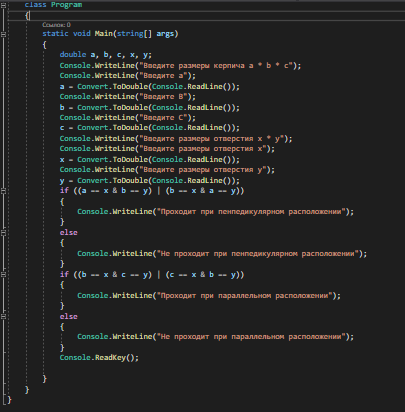 class Program
{
Ссылок: 0
static void Main(string[] args)
{
double a, b, c, x, y;
Console.WriteLine("Введите размеры керпича a * b * c");
Console.WriteLine("Введите a");
a = Convert.ToDouble(Console.ReadLine());
Console.WriteLine("Введите B");
b = Convert.ToDouble(Console.ReadLine());
Console.WriteLine("Введите C");
c = Convert.ToDouble(Console.ReadLine());
Console.WriteLine("Введите размеры отверстия x * y");
Console.WriteLine("Введите размеры отверстия x");
x = Convert.ToDouble(Console.ReadLine());
Console.WriteLine("Введите размеры отверстия y");
y = Convert.ToDouble(Console.ReadLine());
if ((a == x & b == y) | (b == x & a == y))
{
Console.WriteLine("Проходит при пенпедикулярном расположении");
}
else
{
Console.WriteLine("Не проходит при пенпедикулярном расположении");
}
if ((b == x & c == y) | (c == x & b == y))
{
Console.WriteLine("Проходит при параллельном расположении");
}
else
{
Console.WriteLine("Не проходит при параллельном расположении");
}
Console.ReadKey();
}
}
}